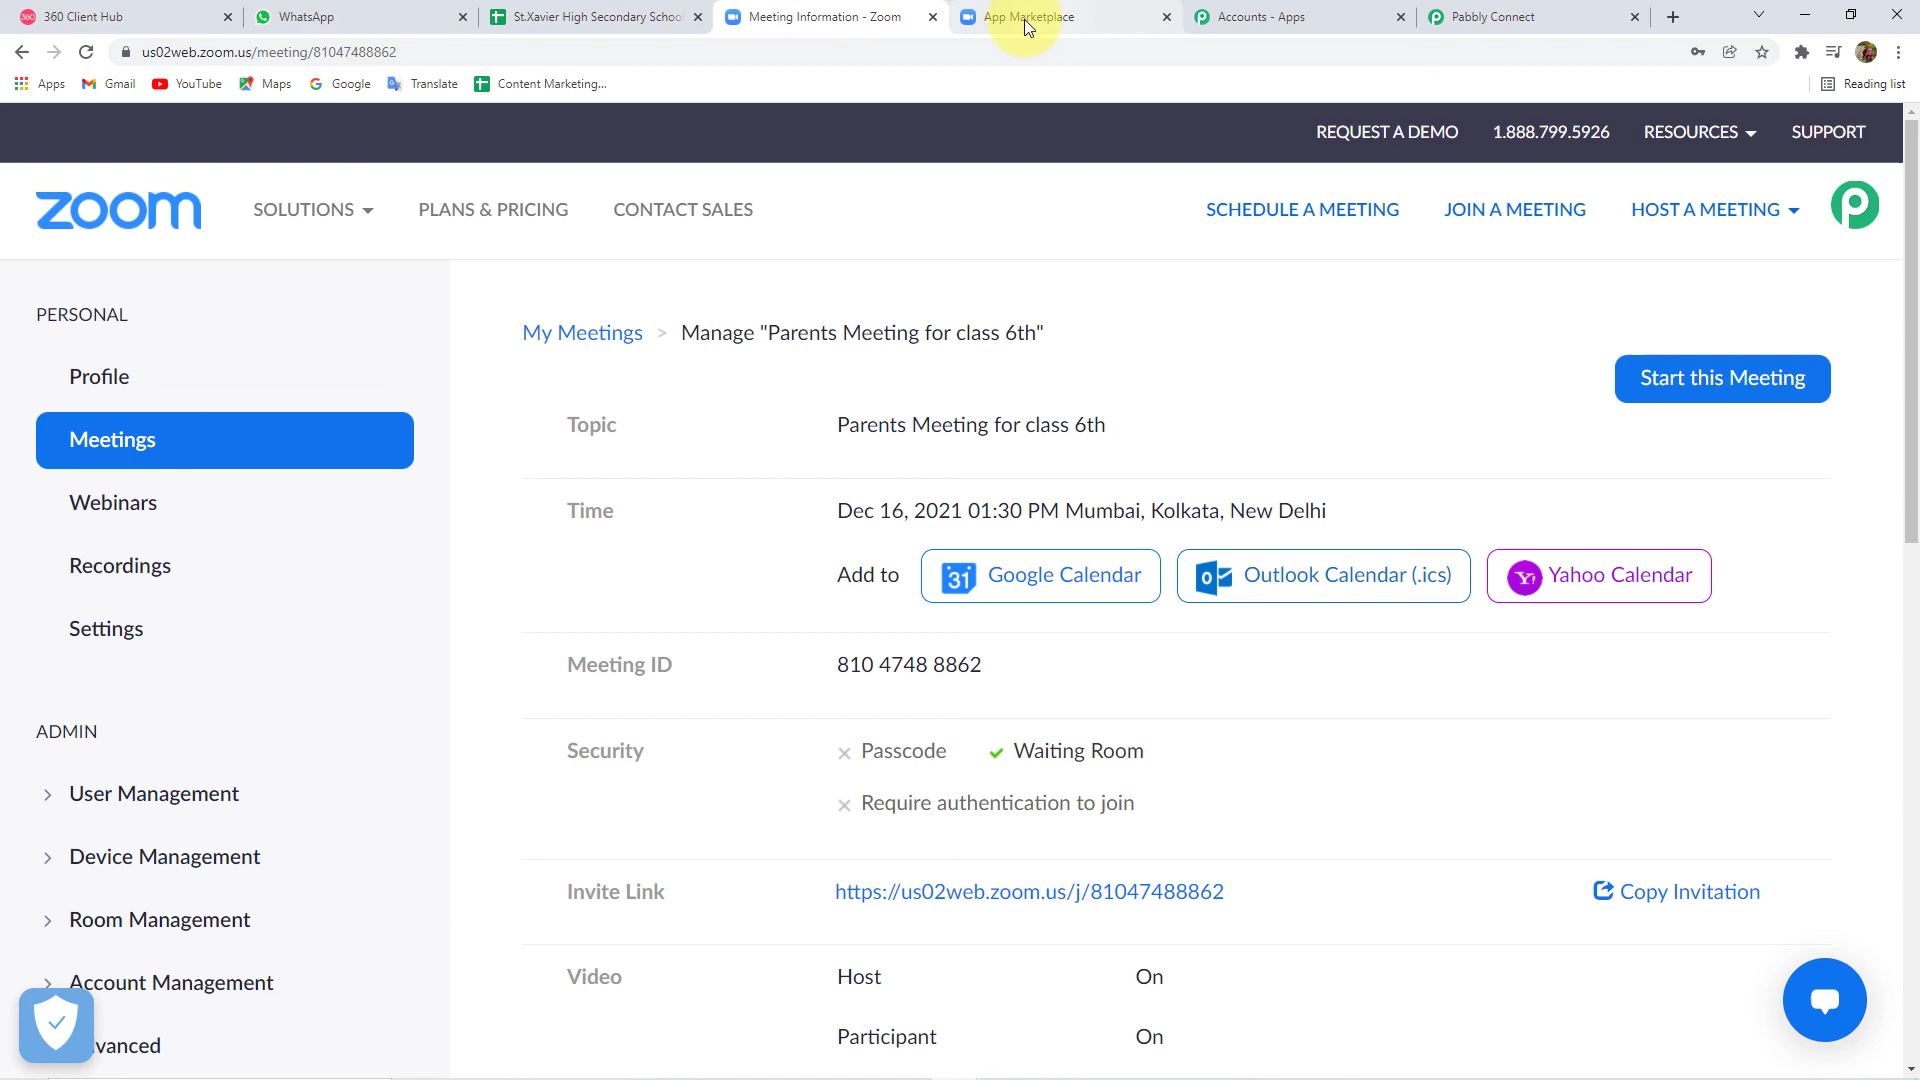 360 Client Hub
WhatsApp
St.Xavier High Secondary School
Meeting Information - Zoom
App Marketplace
Accounts - Apps
Pabbly Connect
us02web.zoom.us/meeting/81047488862
Apps
Gmail
YouTube
Maps
Google
Translate
Content Marketing...
Reading list
REQUEST A DEMO
1.888.799.5926
RESOURCES
SUPPORT
zoom
SOLUTIONS
PLANS & PRICING
CONTACT SALES
SCHEDULE A MEETING
JOIN A MEETING
HOST A MEETING
PERSONAL
Profile
Meetings
Webinars
Recordings
Settings
ADMIN
User Management
Device Management
Room Management
Account Management
vanced
My Meetings > Manage "Parents Meeting for class 6th"
Start this Meeting
Topic
Parents Meeting for class 6th
Time
Dec 16, 2021 01:30 PM Mumbai, Kolkata, New Delhi
Add to
31 Google Calendar
Outlook Calendar (.ics)
Yahoo Calendar
Meeting ID
810 4748 8862
Security
Passcode
Waiting Room
Require authentication to join
Invite Link
https://us02web.zoom.us/j/81047488862
Copy Invitation
Video
Host
On
Participant
On